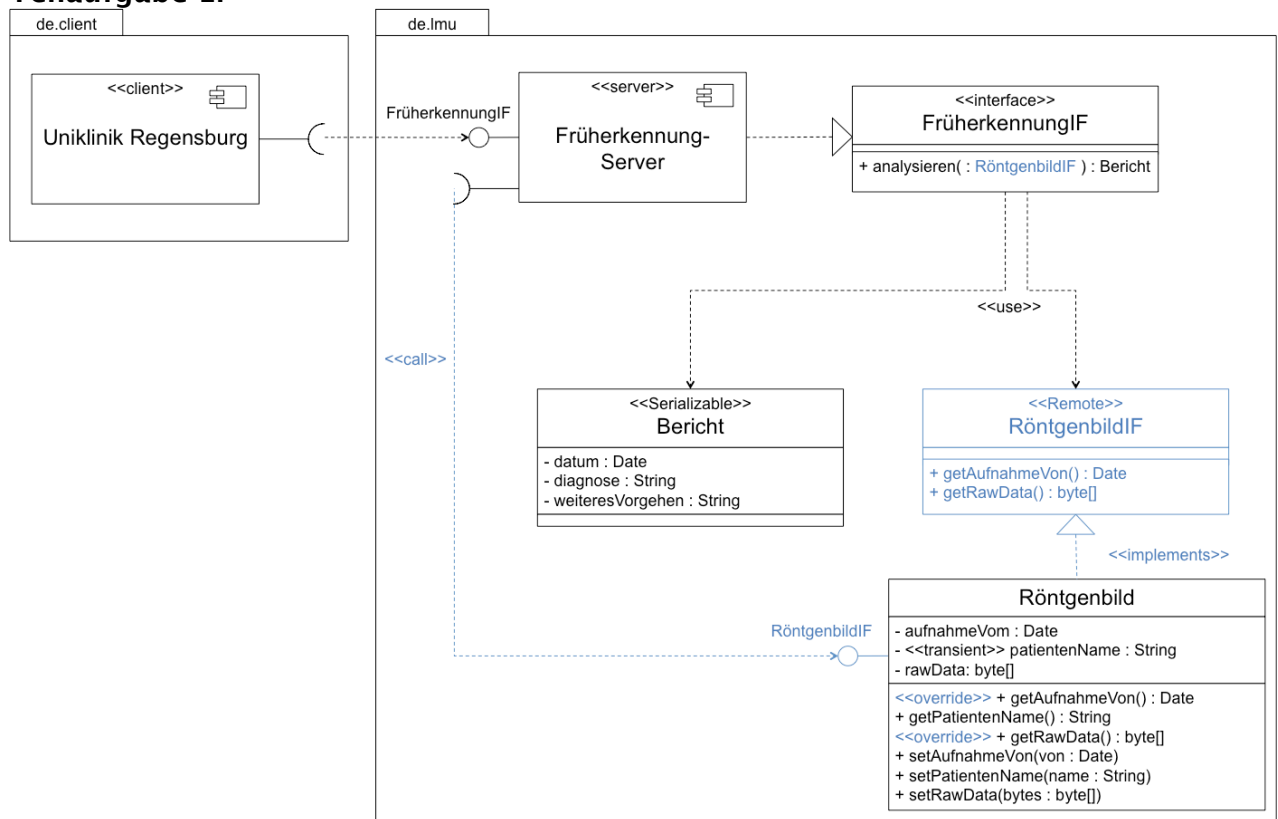 Teilaufgabe 1:
de.client
de.lmu
<<client>>
Uniklinik Regensburg
FrüherkennungIF
<<server>>
Früherkennung-
Server
<<interface>>
FrüherkennungIF
+ analysieren( : RöntgenbildIF ) : Bericht
<<use>>
<<call>>
<<Serializable>>
Bericht
- datum : Date
- diagnose : String
- weiteresVorgehen : String
<<Remote>>
RöntgenbildIF
+ getAufnahmeVon() : Date
+ getRawData() : byte[]
<<implements>>
RöntgenbildIF
Röntgenbild
- aufnahmeVom : Date
- <<transient>> patientenName : String
- rawData: byte[]
<<override>> + getAufnahmeVon() : Date
+ getPatientenName() : String
<<override>> + getRawData() : byte[]
+ setAufnahmeVon(von : Date)
+ setPatientenName(name : String)
+ setRawData(bytes : byte[])